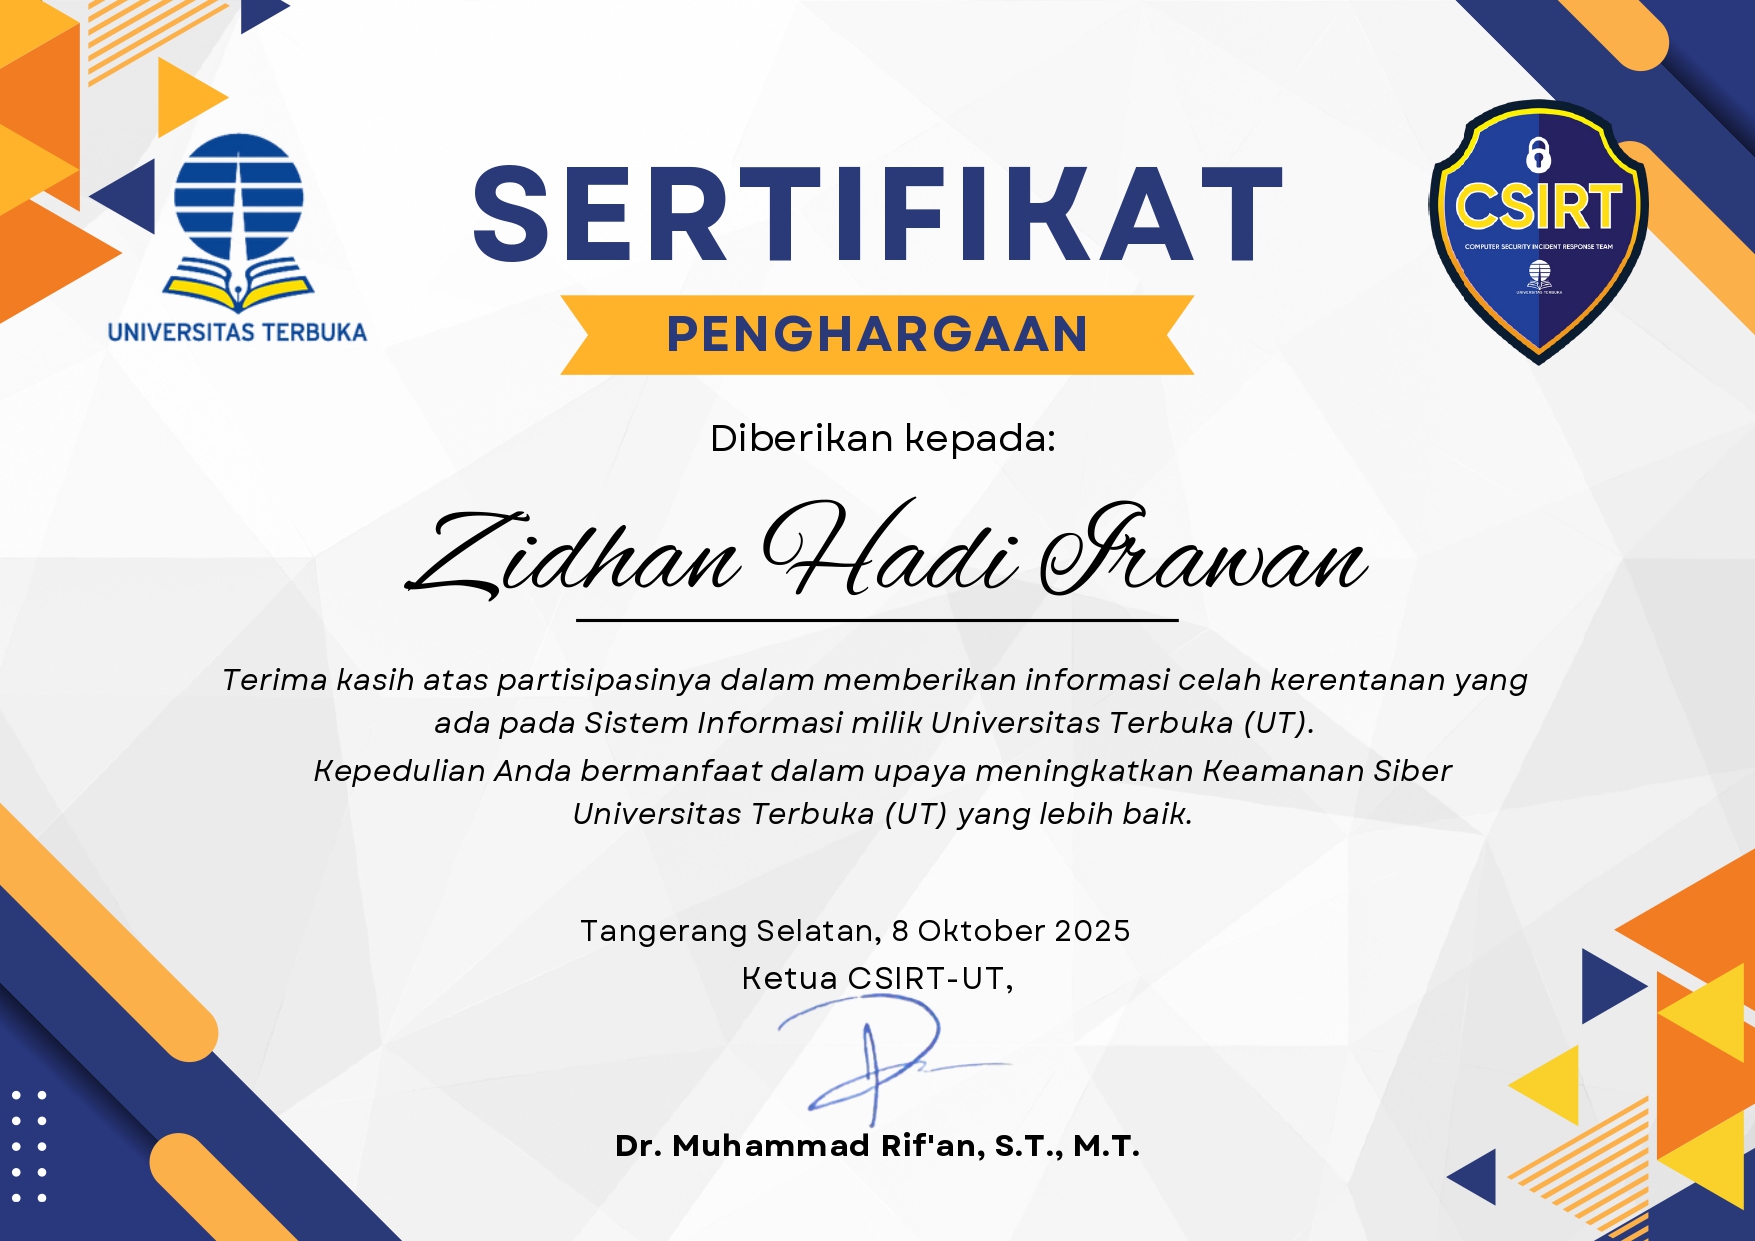 UNIVERSITAS TERBUKA
SERTIFIKAT
PENGHARGAAN
CSIRT
COMPUTER SECURITY INCIDENT RESPONSE TEAM
UNIVERSITAS TERBUKA
Diberikan kepada:
Zidhan Hadi Irawan
Terima kasih atas partisipasinya dalam memberikan informasi celah kerentanan yang
ada pada Sistem Informasi milik Universitas Terbuka (UT).
Kepedulian Anda bermanfaat dalam upaya meningkatkan Keamanan Siber
Universitas Terbuka (UT) yang lebih baik.
Tangerang Selatan, 8 Oktober 2025
Ketua CSIRT-UT,
Dr. Muhammad Rif'an, S.T., M.T.